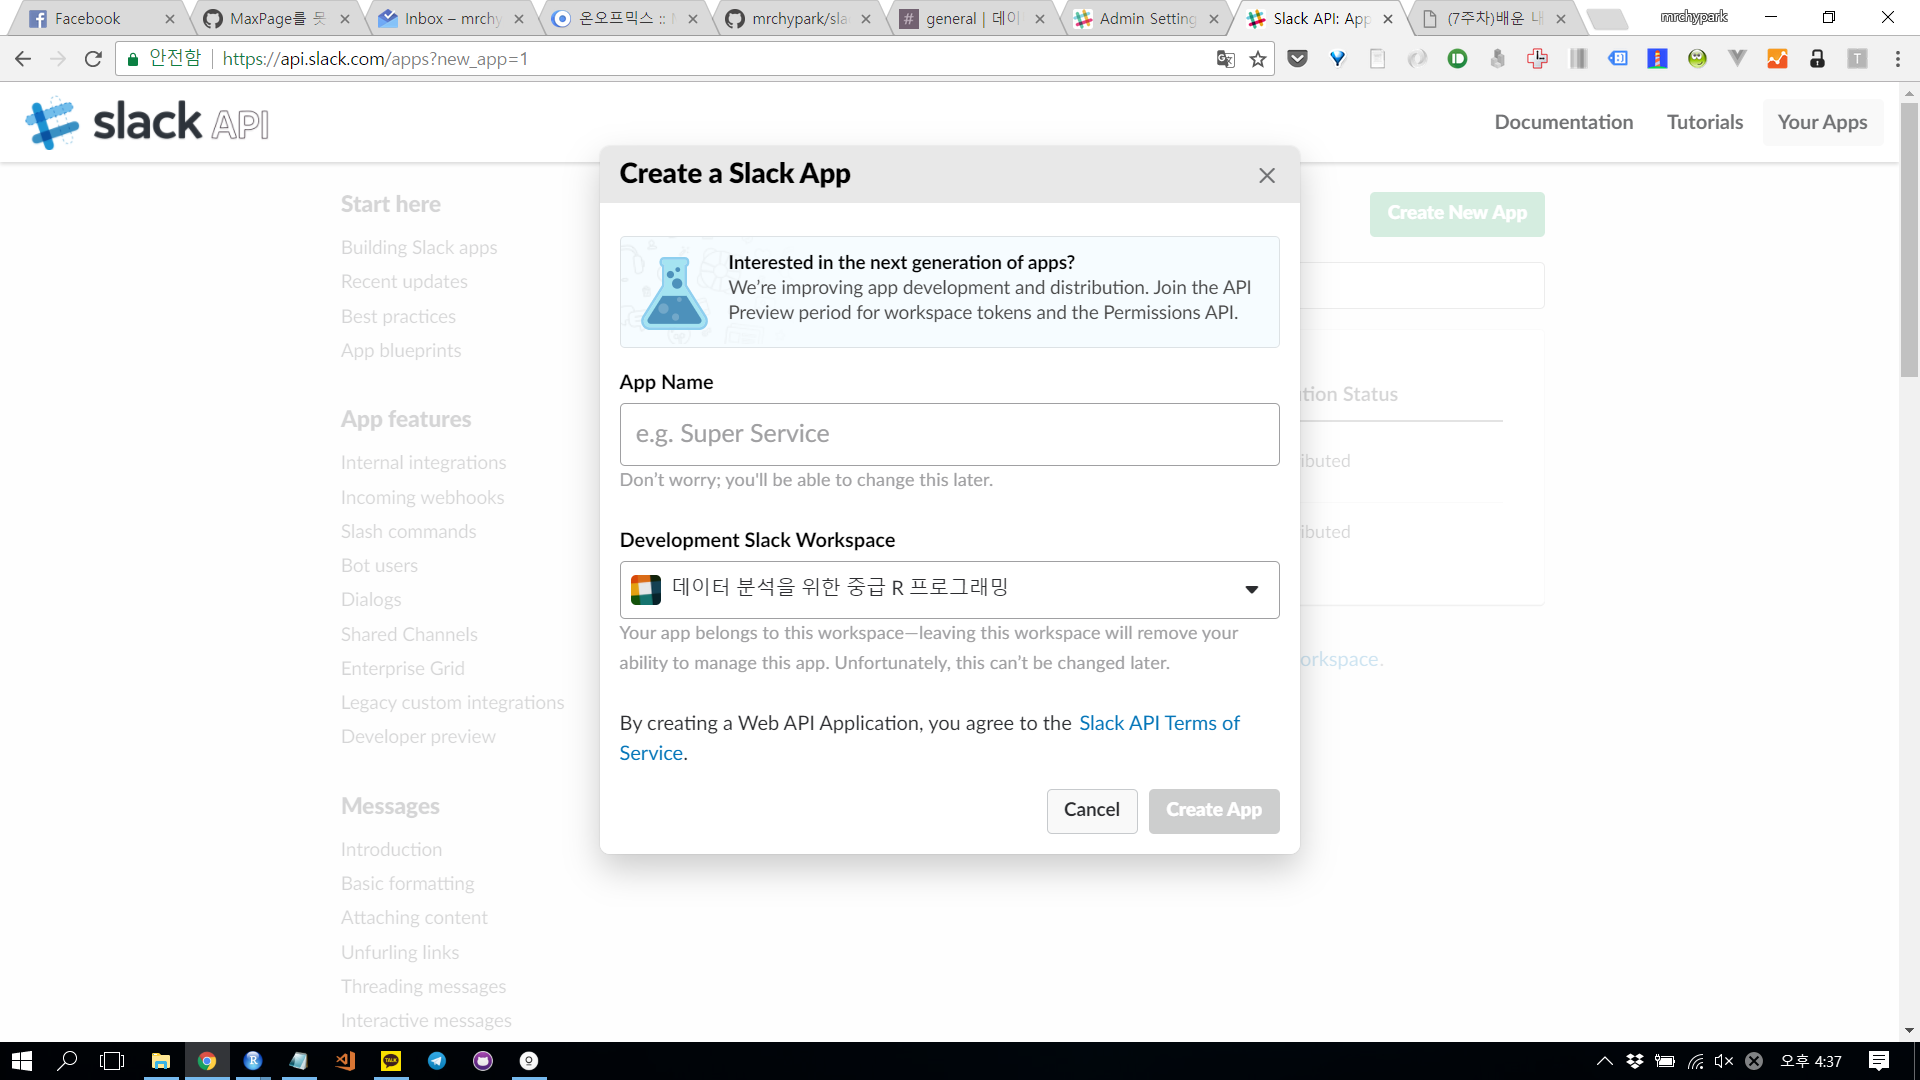 Facebook
MaxPage를 못
Inbox – mrchy
온오프믹스 ::
mrchypark/sla
general | 데이
Admin Setting
Slack API: App
(7주차)배운 내
mrchypark
안전함
https://api.slack.com/apps?new_app=1
slack API
Documentation
Tutorials
Your Apps
Start here
Building Slack apps
Recent updates
Best practices
App blueprints
App features
Internal integrations
Incoming webhooks
Slash commands
Bot users
Dialogs
Shared Channels
Enterprise Grid
Legacy custom integrations
Developer preview
Messages
Introduction
Basic formatting
Attaching content
Unfurling links
Threading messages
Interactive messages
Create a Slack App
Interested in the next generation of apps?
We're improving app development and distribution. Join the API
Preview period for workspace tokens and the Permissions API.
App Name
e.g. Super Service
Don't worry; you'll be able to change this later.
Development Slack Workspace
데이터 분석을 위한 중급 R 프로그래밍
Your app belongs to this workspace—leaving this workspace will remove your
ability to manage this app. Unfortunately, this can't be changed later.
By creating a Web API Application, you agree to the Slack API Terms of
Service.
Cancel
Create App
Create New App
tion Status
ibuted
ibuted
orkspace.
오후 4:37